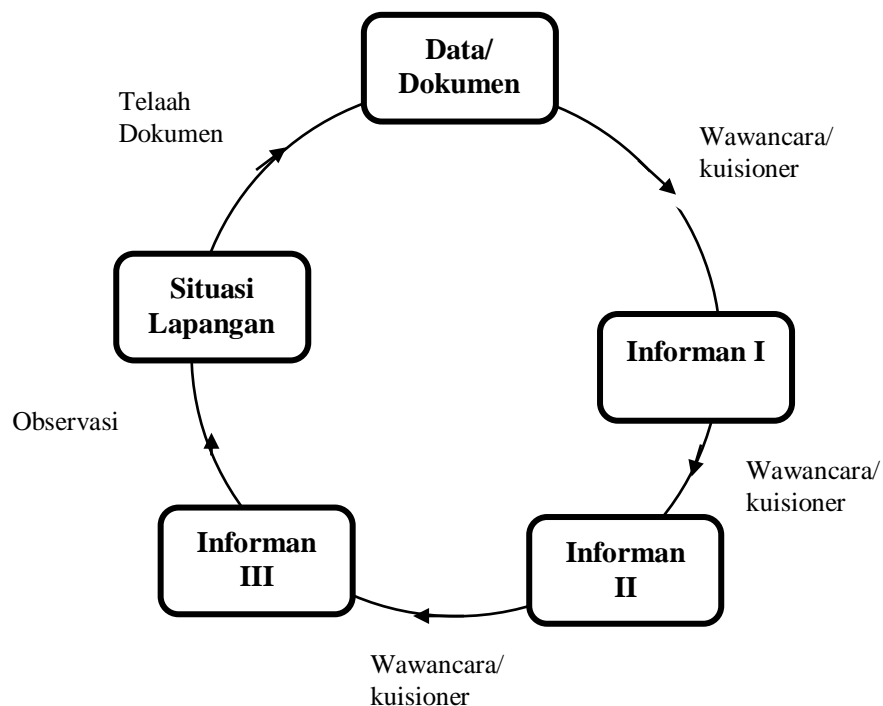 Data/
Dokumen
Telaah
Dokumen
Wawancara/
kuisioner
Situasi
Lapangan
Informan I
Observasi
Wawancara/
kuisioner
Informan
III
Informan
II
Wawancara/
kuisioner